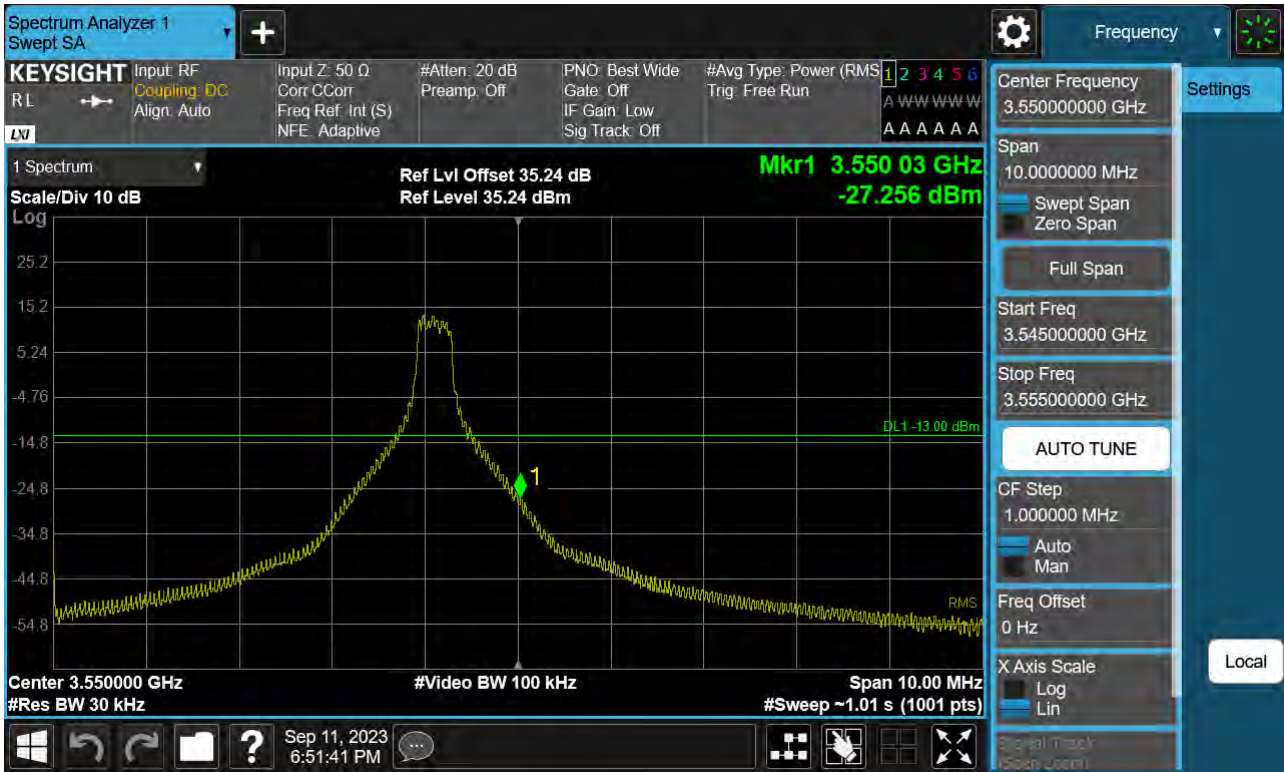 Spectrum Analyzer 1
Swept SA
+
Frequency
KEYSIGHT
RL
LXI
Input: RF
Coupling: DC
Align: Auto
Input Z: 50 Ω
Corr CCorr
Freq Ref: Int (S)
NFE: Adaptive
#Atten: 20 dB
Preamp: Off
PNO: Best Wide
Gate: Off
IF Gain: Low
Sig Track: Off
#Avg Type: Power (RMS
Trig: Free Run
1 2 3 4 5 6
A W W W W W
A A A A A A
1 Spectrum
Scale/Div 10 dB
Log
Ref Lvl Offset 35.24 dB
Ref Level 35.24 dBm
Mkr1 3.550 03 GHz
-27.256 dBm
25.2
15.2
5.24
-4.76
-14.8
-24.8
-34.8
-44.8
-54.8
DL1 -13.00 dBm
1
RMS
Center 3.550000 GHz
#Res BW 30 kHz
#Video BW 100 kHz
Span 10.00 MHz
#Sweep ~1.01 s (1001 pts)
Center Frequency
3.550000000 GHz
Span
10.0000000 MHz
Swept Span
Zero Span
Full Span
Start Freq
3.545000000 GHz
Stop Freq
3.555000000 GHz
AUTO TUNE
CF Step
1.000000 MHz
Auto
Man
Freq Offset
0 Hz
X Axis Scale
Log
Lin
Signal Track
(Span Zoom)
Settings
Local
?
Sep 11, 2023
6:51:41 PM